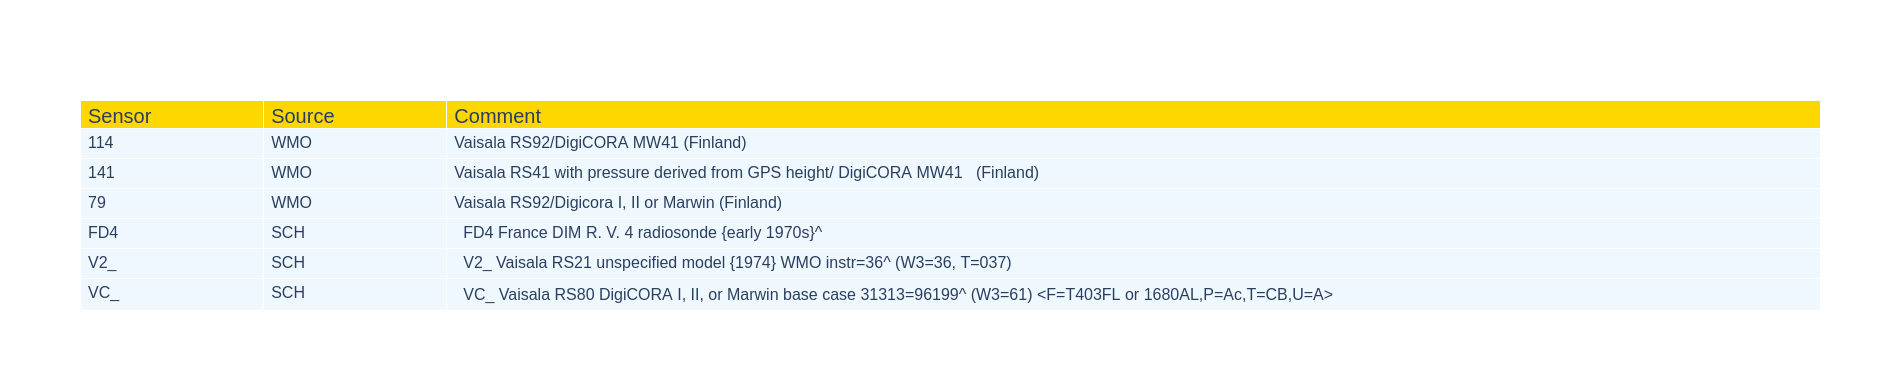 Sensor Source Comment
114 WMO Vaisala RS92/DigiCORA MW41 (Finland)
141 WMO Vaisala RS41 with pressure derived from GPS height/ DigiCORA MW41   (Finland)
79 WMO Vaisala RS92/Digicora I, II or Marwin (Finland)
FD4 SCH FD4 France DIM R. V. 4 radiosonde {early 1970s}^
V2_ SCH V2_ Vaisala RS21 unspecified model {1974} WMO instr=36^ (W3=36, T=037)
VC_ SCH VC_ Vaisala RS80 DigiCORA I, II, or Marwin base case 31313=96199^ (W3=61) <F=T403FL or 1680AL,P=Ac,T=CB,U=A>